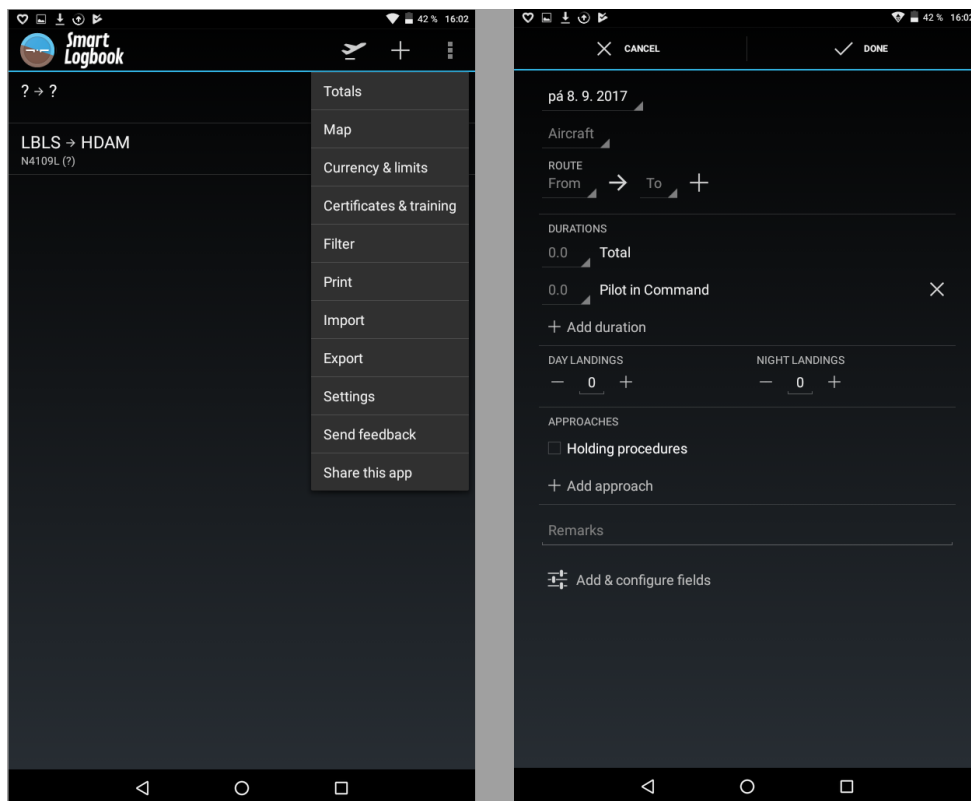 42 % 16:02
Smart
Logbook
? → ?
LBLS → HDAM
N4109L (?)
Totals
Map
Currency & limits
Certificates & training
Filter
Print
Import
Export
Settings
Send feedback
Share this app
42 % 16:02
CANCEL DONE
pá 8. 9. 2017
Aircraft
ROUTE
From → To +
DURATIONS
0.0 Total
0.0 Pilot in Command
+ Add duration
DAY LANDINGS NIGHT LANDINGS
— 0 + — 0 +
APPROACHES
Holding procedures
+ Add approach
Remarks
Add & configure fields